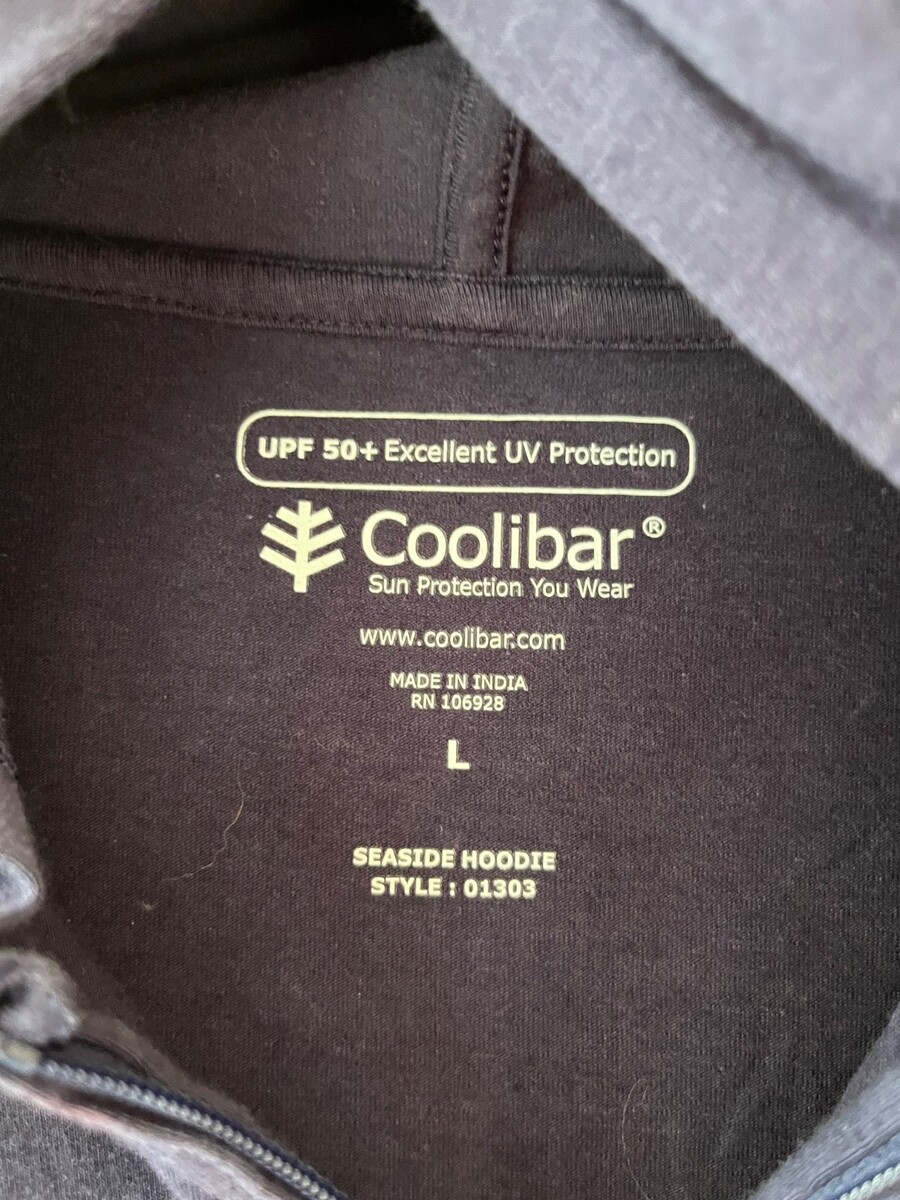 UPF 50+ Excellent UV Protection
Coolibar®
Sun Protection You Wear
www.coolibar.com
MADE IN INDIA
RN 106928
L
SEASIDE HOODIE
STYLE : 01303